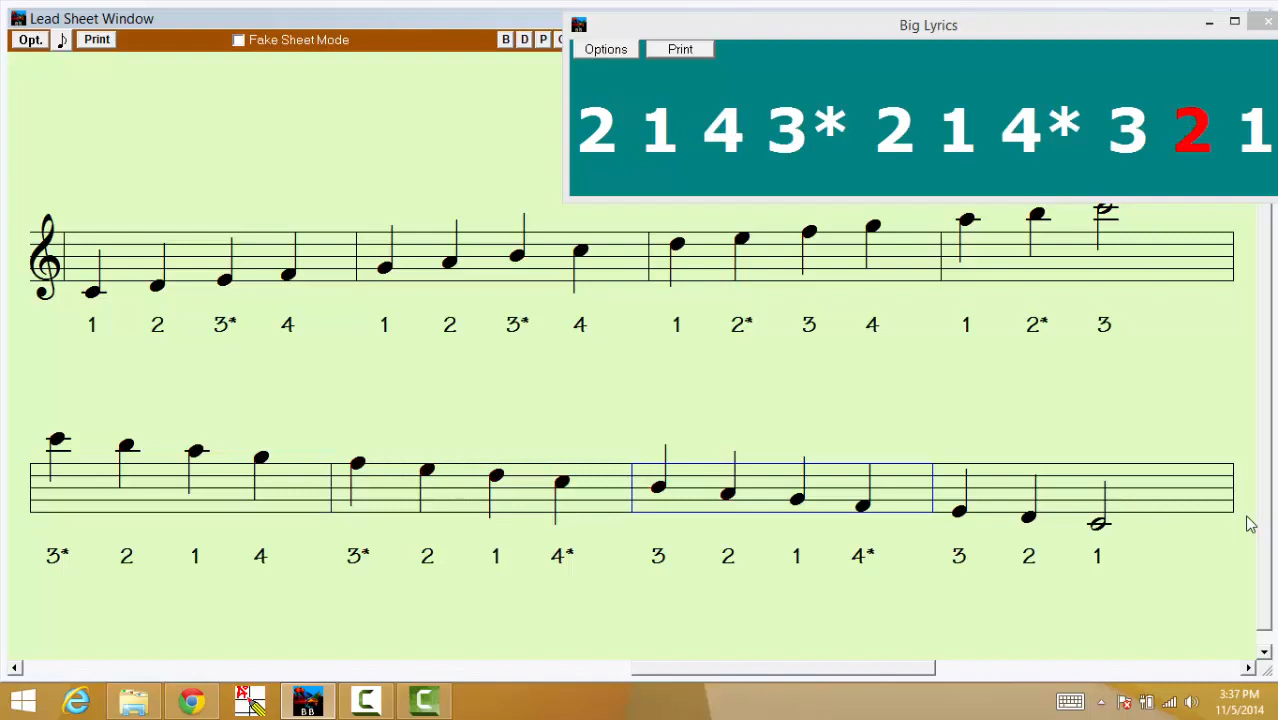 Lead Sheet Window
Big Lyrics
Opt. Print Fake Sheet Mode B D P
Options Print
2 1 4 3* 2 1 4* 3 2 1
1 2 3* 4 1 2 3* 4 1 2* 3 4 1 2* 3
3* 2 1 4 3* 2 1 4* 3 2 1 4* 3 2 1
BB
3:37 PM
11/5/2014